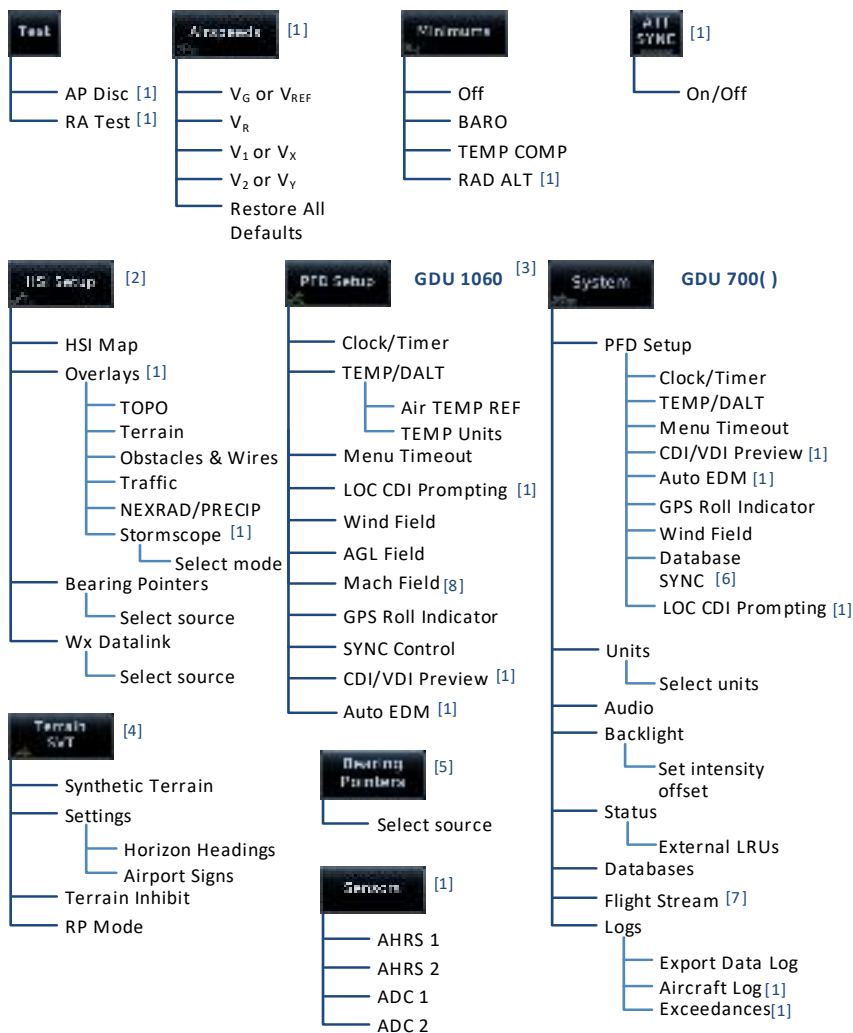 Test
AP Disc [1]
RA Test [1]
Airspeeds [1]
VG or VREF
VR
V1 or VX
V2 or VY
Restore All
Defaults
Minimums
Off
BARO
TEMP COMP
RAD ALT [1]
ATT
SYNC [1]
On/Off
HSI Setup [2]
HSI Map
Overlays [1]
TOPO
Terrain
Obstacles & Wires
Traffic
NEXRAD/PRECIP
Stormscope [1]
Select mode
Bearing Pointers
Select source
Wx Datalink
Select source
PFD Setup GDU 1060 [3]
Clock/Timer
TEMP/DALT
Air TEMP REF
TEMP Units
Menu Timeout
LOC CDI Prompting [1]
Wind Field
AGL Field
Mach Field [8]
GPS Roll Indicator
SYNC Control
CDI/VDI Preview [1]
Auto EDM [1]
System GDU 700( )
PFD Setup
Clock/Timer
TEMP/DALT
Menu Timeout
CDI/VDI Preview [1]
Auto EDM [1]
GPS Roll Indicator
Wind Field
Database
SYNC [6]
LOC CDI Prompting [1]
Units
Select units
Audio
Backlight
Set intensity
offset
Status
External LRUs
Databases
Flight Stream [7]
Logs
Export Data Log
Aircraft Log [1]
Exceedances [1]
Terrain
SVT [4]
Synthetic Terrain
Settings
Horizon Headings
Airport Signs
Terrain Inhibit
RP Mode
Bearing
Pointers [5]
Select source
Sensors [1]
AHRS 1
AHRS 2
ADC 1
ADC 2